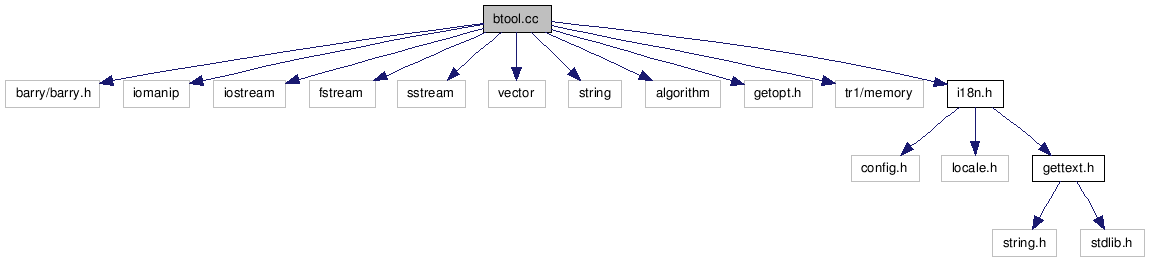 btool.cc
barry/barry.h
iomanip
iostream
fstream
sstream
vector
string
algorithm
getopt.h
tr1/memory
i18n.h
config.h
locale.h
gettext.h
string.h
stdlib.h